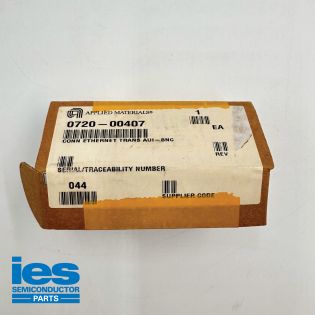 APPLIED MATERIALS®
1
0720-00407
EA
CONN ETHERNET TRANS AUI-BNC
REV
SERIAL/TRACEABILITY NUMBER
044
SUPPLIER CODE
ies
SEMICONDUCTOR
PARTS